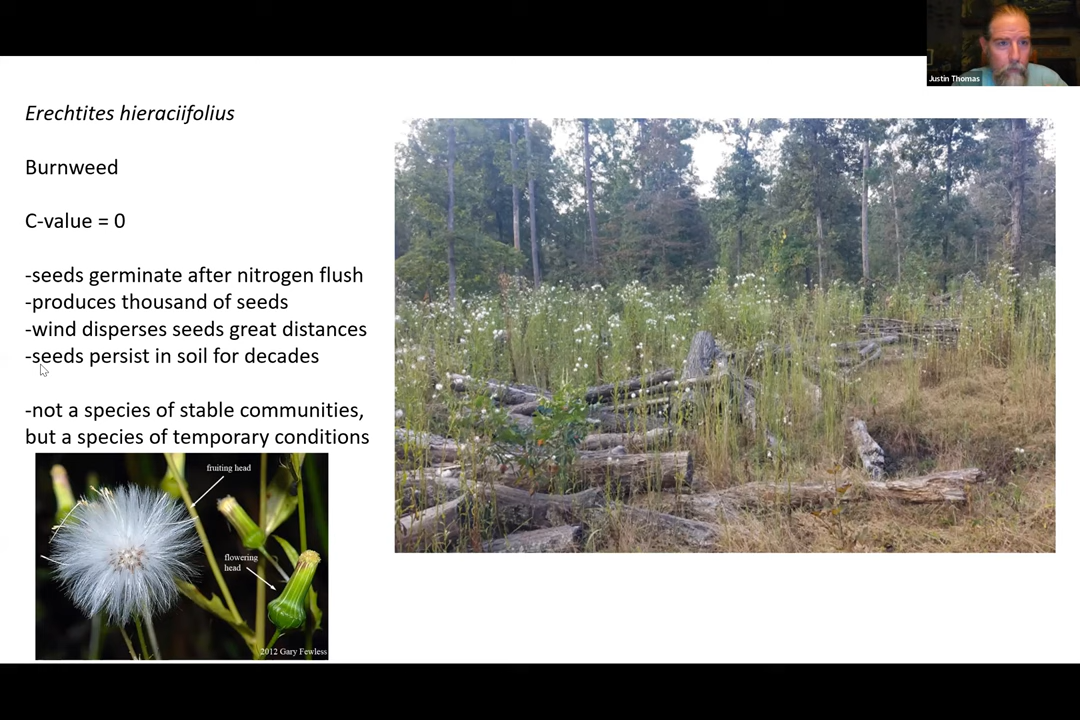 Justin Thomas
Erechtites hieraciifolius
Burnweed
C-value = 0
-seeds germinate after nitrogen flush
-produces thousand of seeds
-wind disperses seeds great distances
-seeds persist in soil for decades
-not a species of stable communities,
but a species of temporary conditions
fruiting head
flowering
head
2012 Gary Fewless